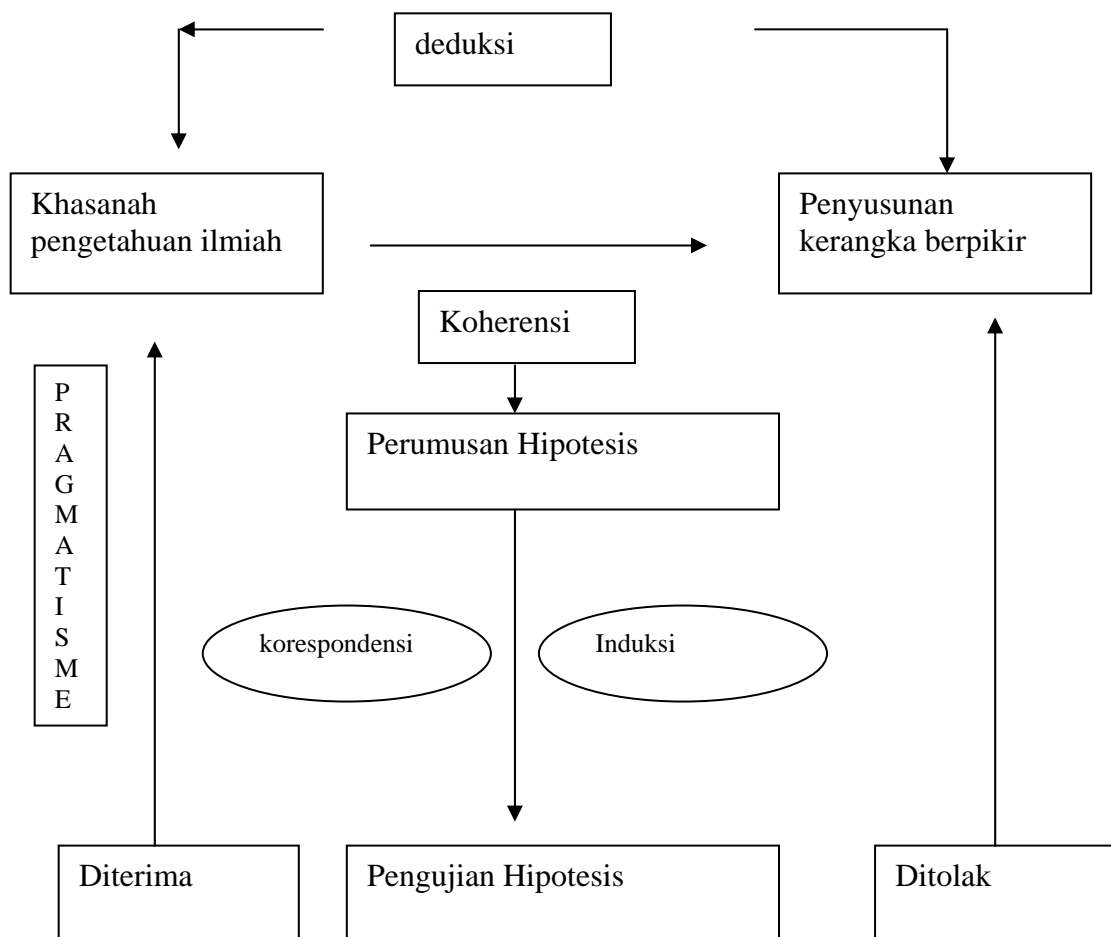 deduksi
Khasanah
pengetahuan ilmiah
Penyusunan
kerangka berpikir
Koherensi
P
R
A
G
M
A
T
I
S
M
E
Perumusan Hipotesis
korespondensi
Induksi
Diterima
Pengujian Hipotesis
Ditolak